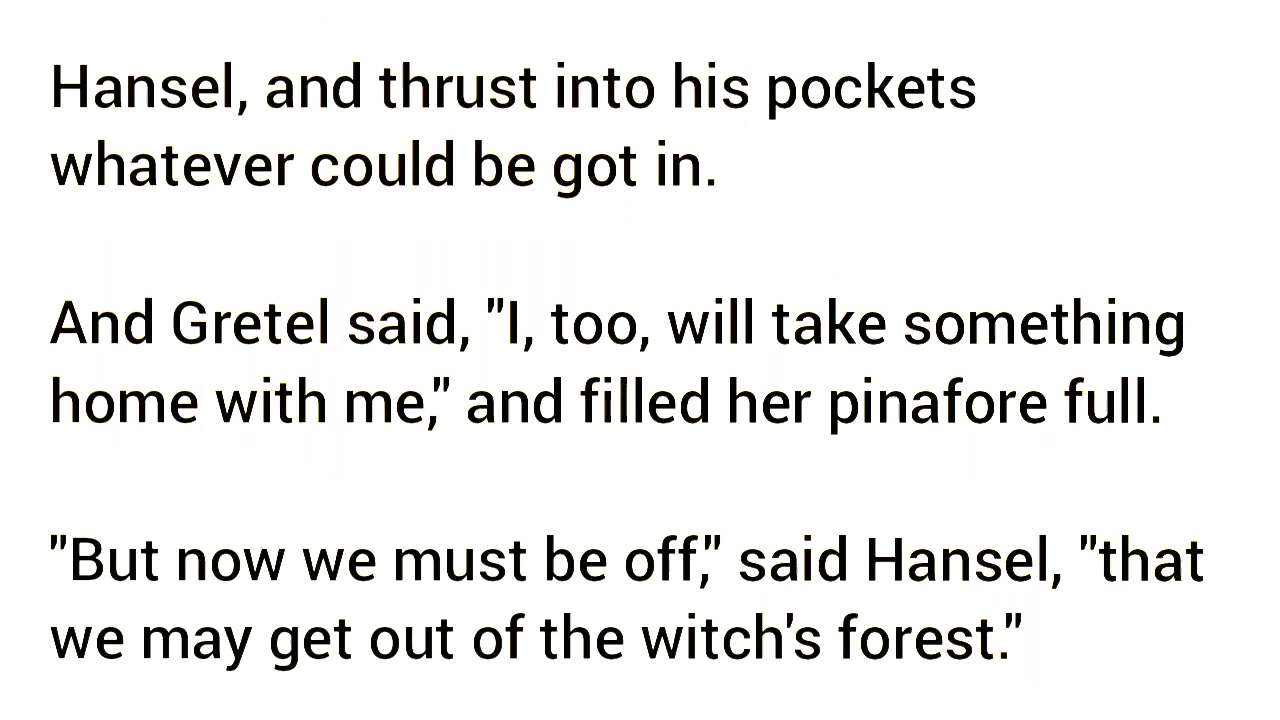 Hansel, and thrust into his pockets
whatever could be got in.
And Gretel said, "I, too, will take something
home with me," and filled her pinafore full.
"But now we must be off," said Hansel, "that
we may get out of the witch's forest."